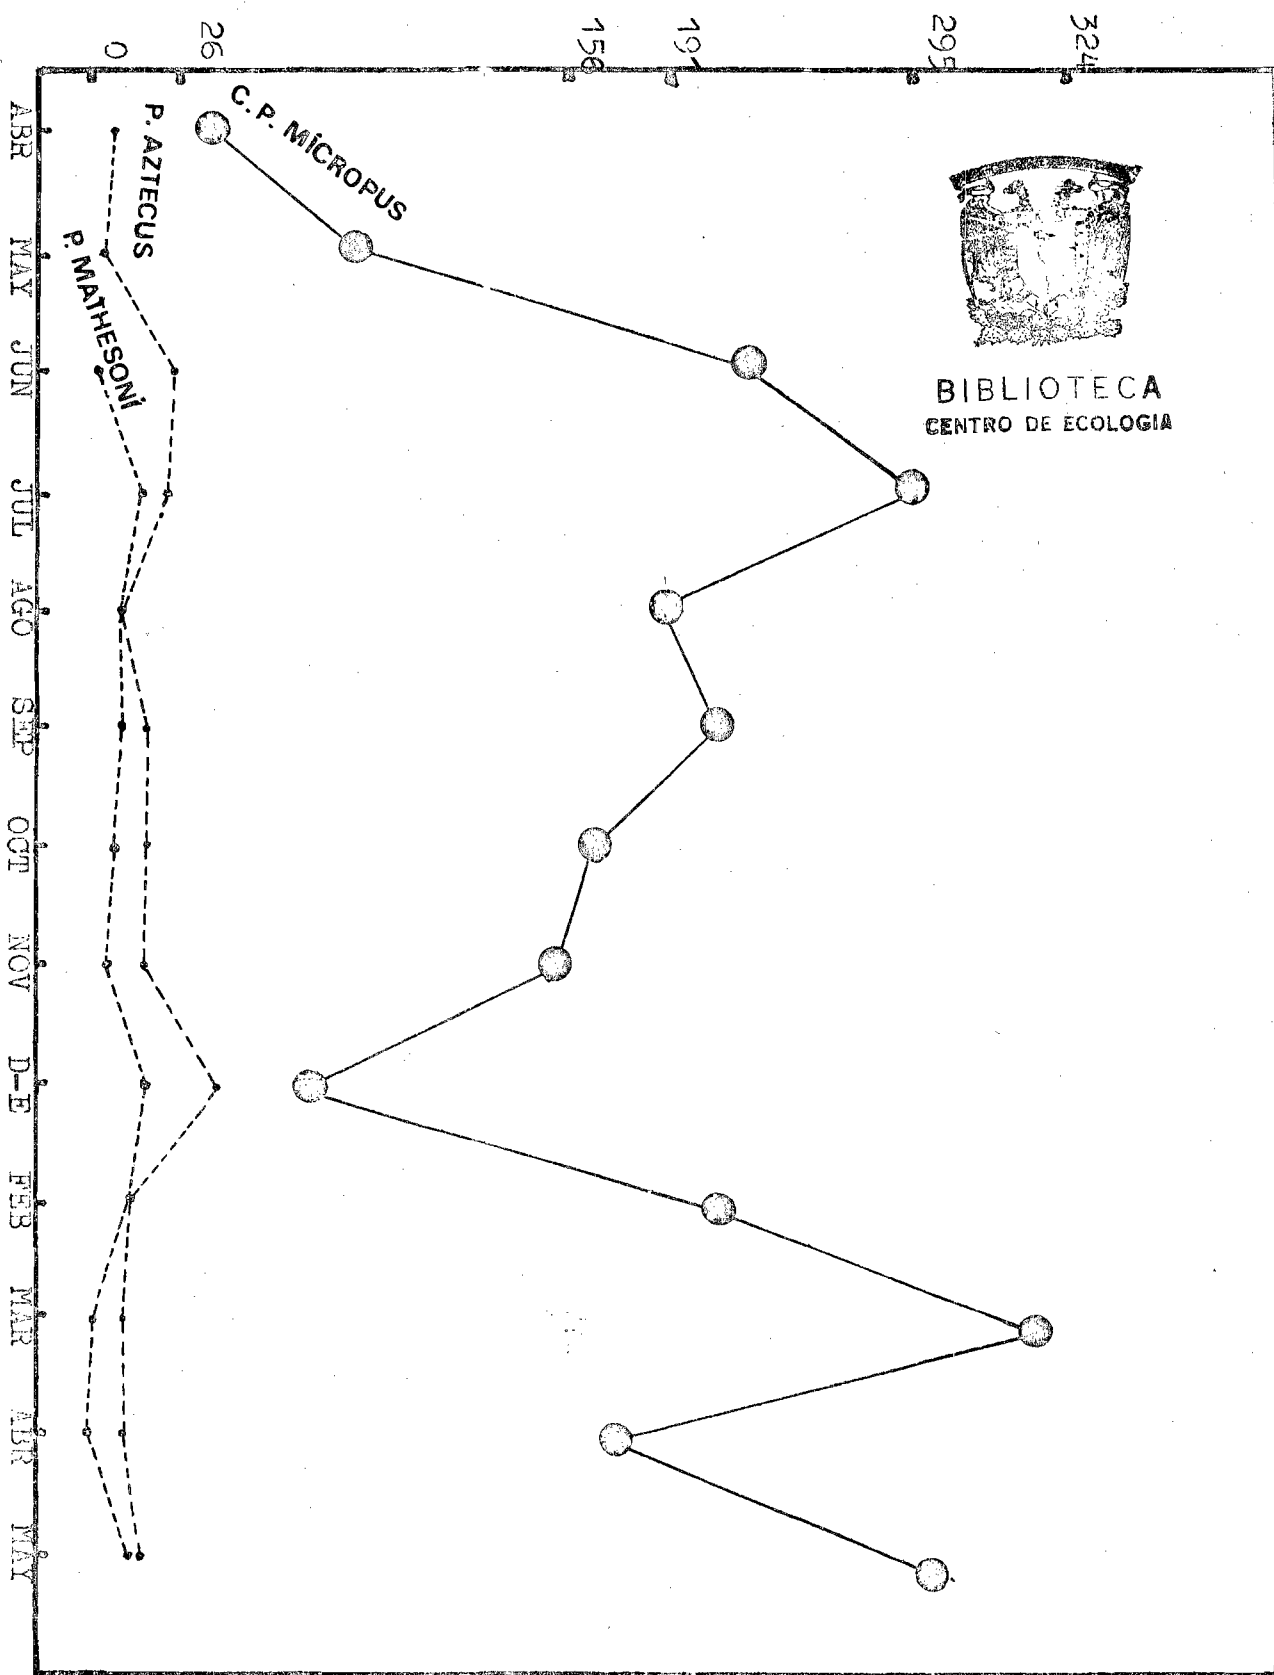 324
295
191
156
26
0
C.P. MiCROPUS
P. AZTECUS
P. MATHESONi
ABR
MAY
JUN
JUL
AGO
SEP
OCT
NOV
D-E
FEB
MAR
ABR
MAY
BIBLIOTECA
CENTRO DE ECOLOGIA